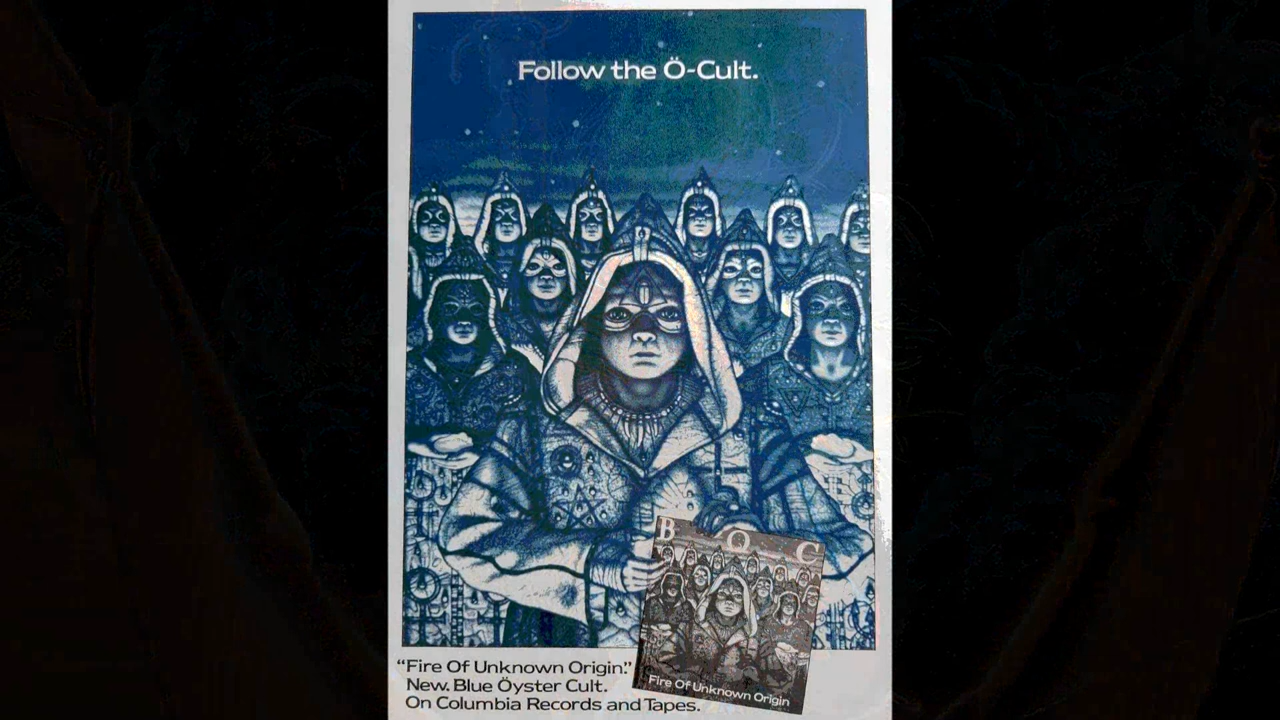 Follow the Ö-Cult.
B Ö C
Fire Of Unknown Origin
“Fire Of Unknown Origin.”
New. Blue Öyster Cult.
On Columbia Records and Tapes.